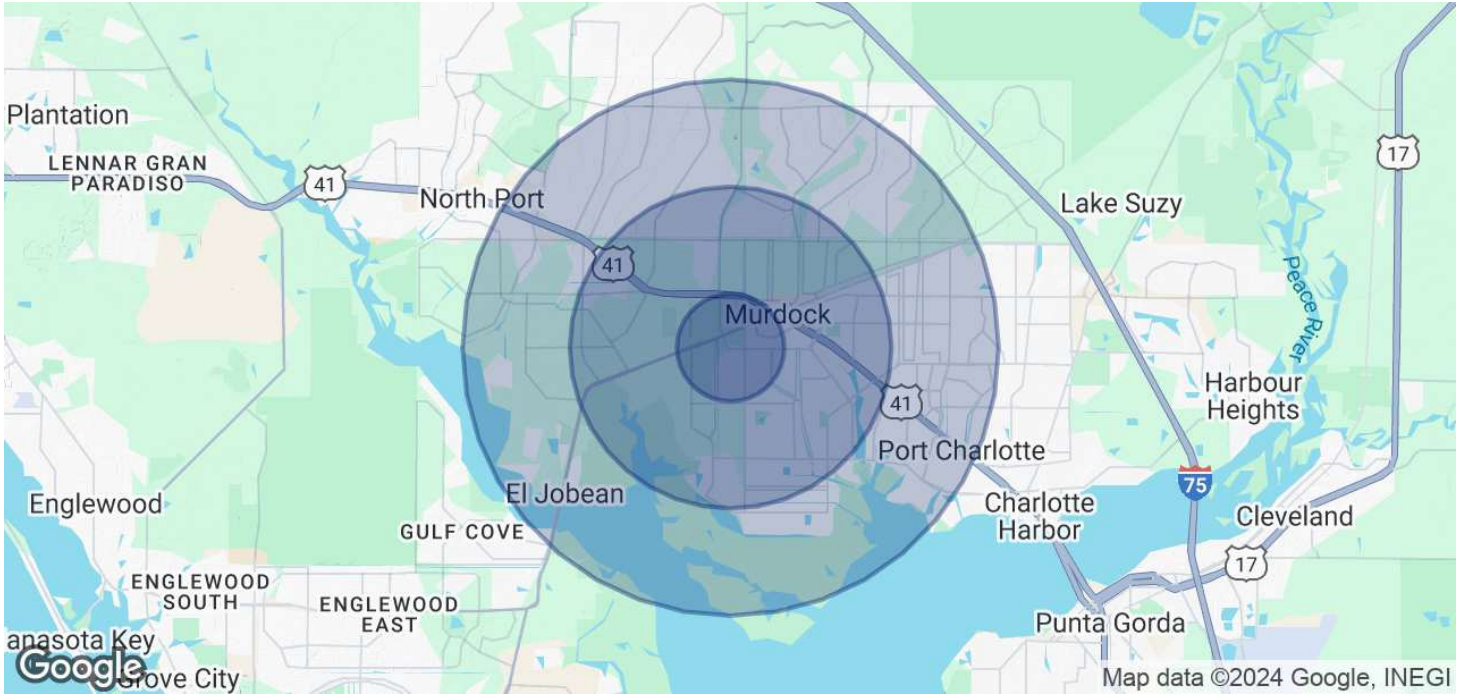 Plantation
LENNAR GRAN
PARADISO
41
North Port
17
Lake Suzy
41
Peace River
Murdock
Harbour
Heights
41
Port Charlotte
75
El Jobean
Englewood
Charlotte
Harbor
Cleveland
GULF COVE
17
ENGLEWOOD
SOUTH
ENGLEWOOD
EAST
Punta Gorda
anasota Key
Google
Grove City
Map data ©2024 Google, INEGI